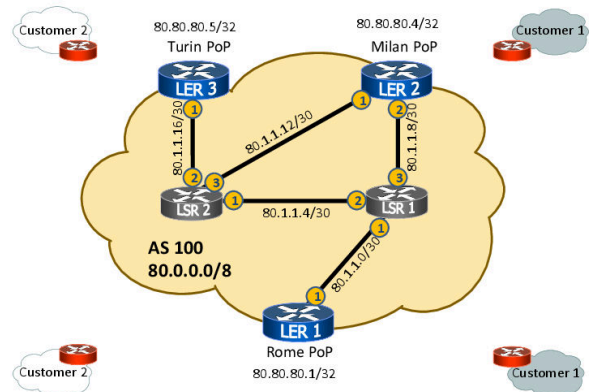 80.80.80.5/32
80.80.80.4/32
Customer 2
Turin PoP
Milan PoP
Customer 1
LER 3
LER 2
1
1
2
80.1.1.16/30
80.1.1.12/30
80.1.1.8/30
2
3
3
LSR 2
1
2
LSR 1
80.1.1.4/30
1
AS 100
80.0.0.0/8
80.1.1.0/30
1
LER 1
Customer 2
Rome PoP
Customer 1
80.80.80.1/32